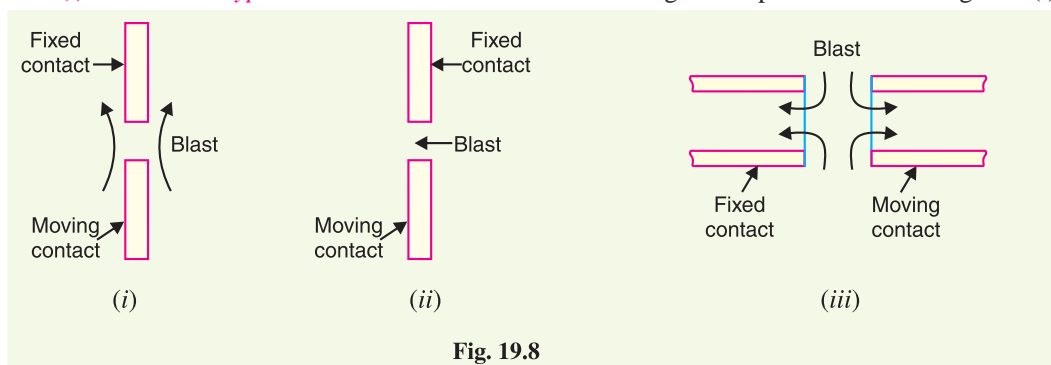 Fixed
contact
Blast
Moving
contact
(i)
Fixed
contact
Blast
Moving
contact
(ii)
Blast
Fixed
contact
Moving
contact
(iii)
Fig. 19.8